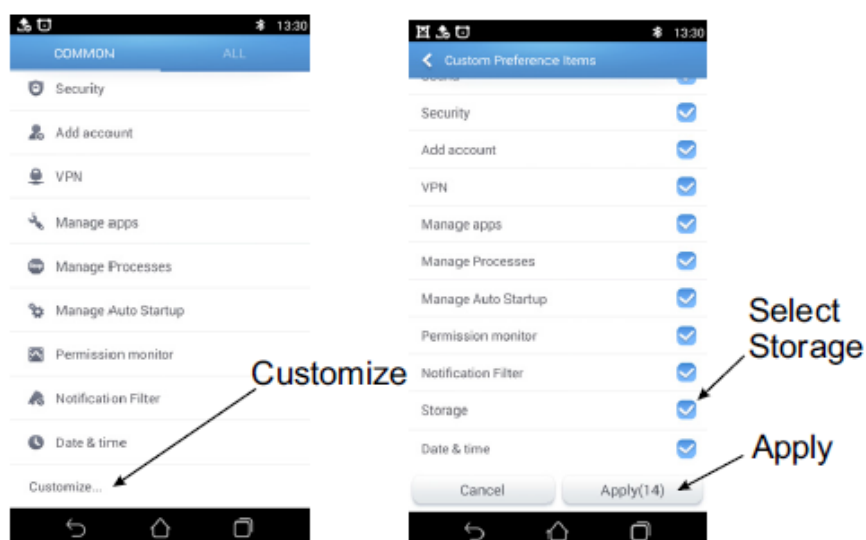 13:30
COMMON
ALL
Security
Add account
VPN
Manage apps
Manage Processes
Manage Auto Startup
Permission monitor
Notification Filter
Date & time
Customize...
Customize
13:30
Custom Preference Items
Security
Add account
VPN
Manage apps
Manage Processes
Manage Auto Startup
Permission monitor
Notification Filter
Storage
Date & time
Cancel
Apply(14)
Select
Storage
Apply